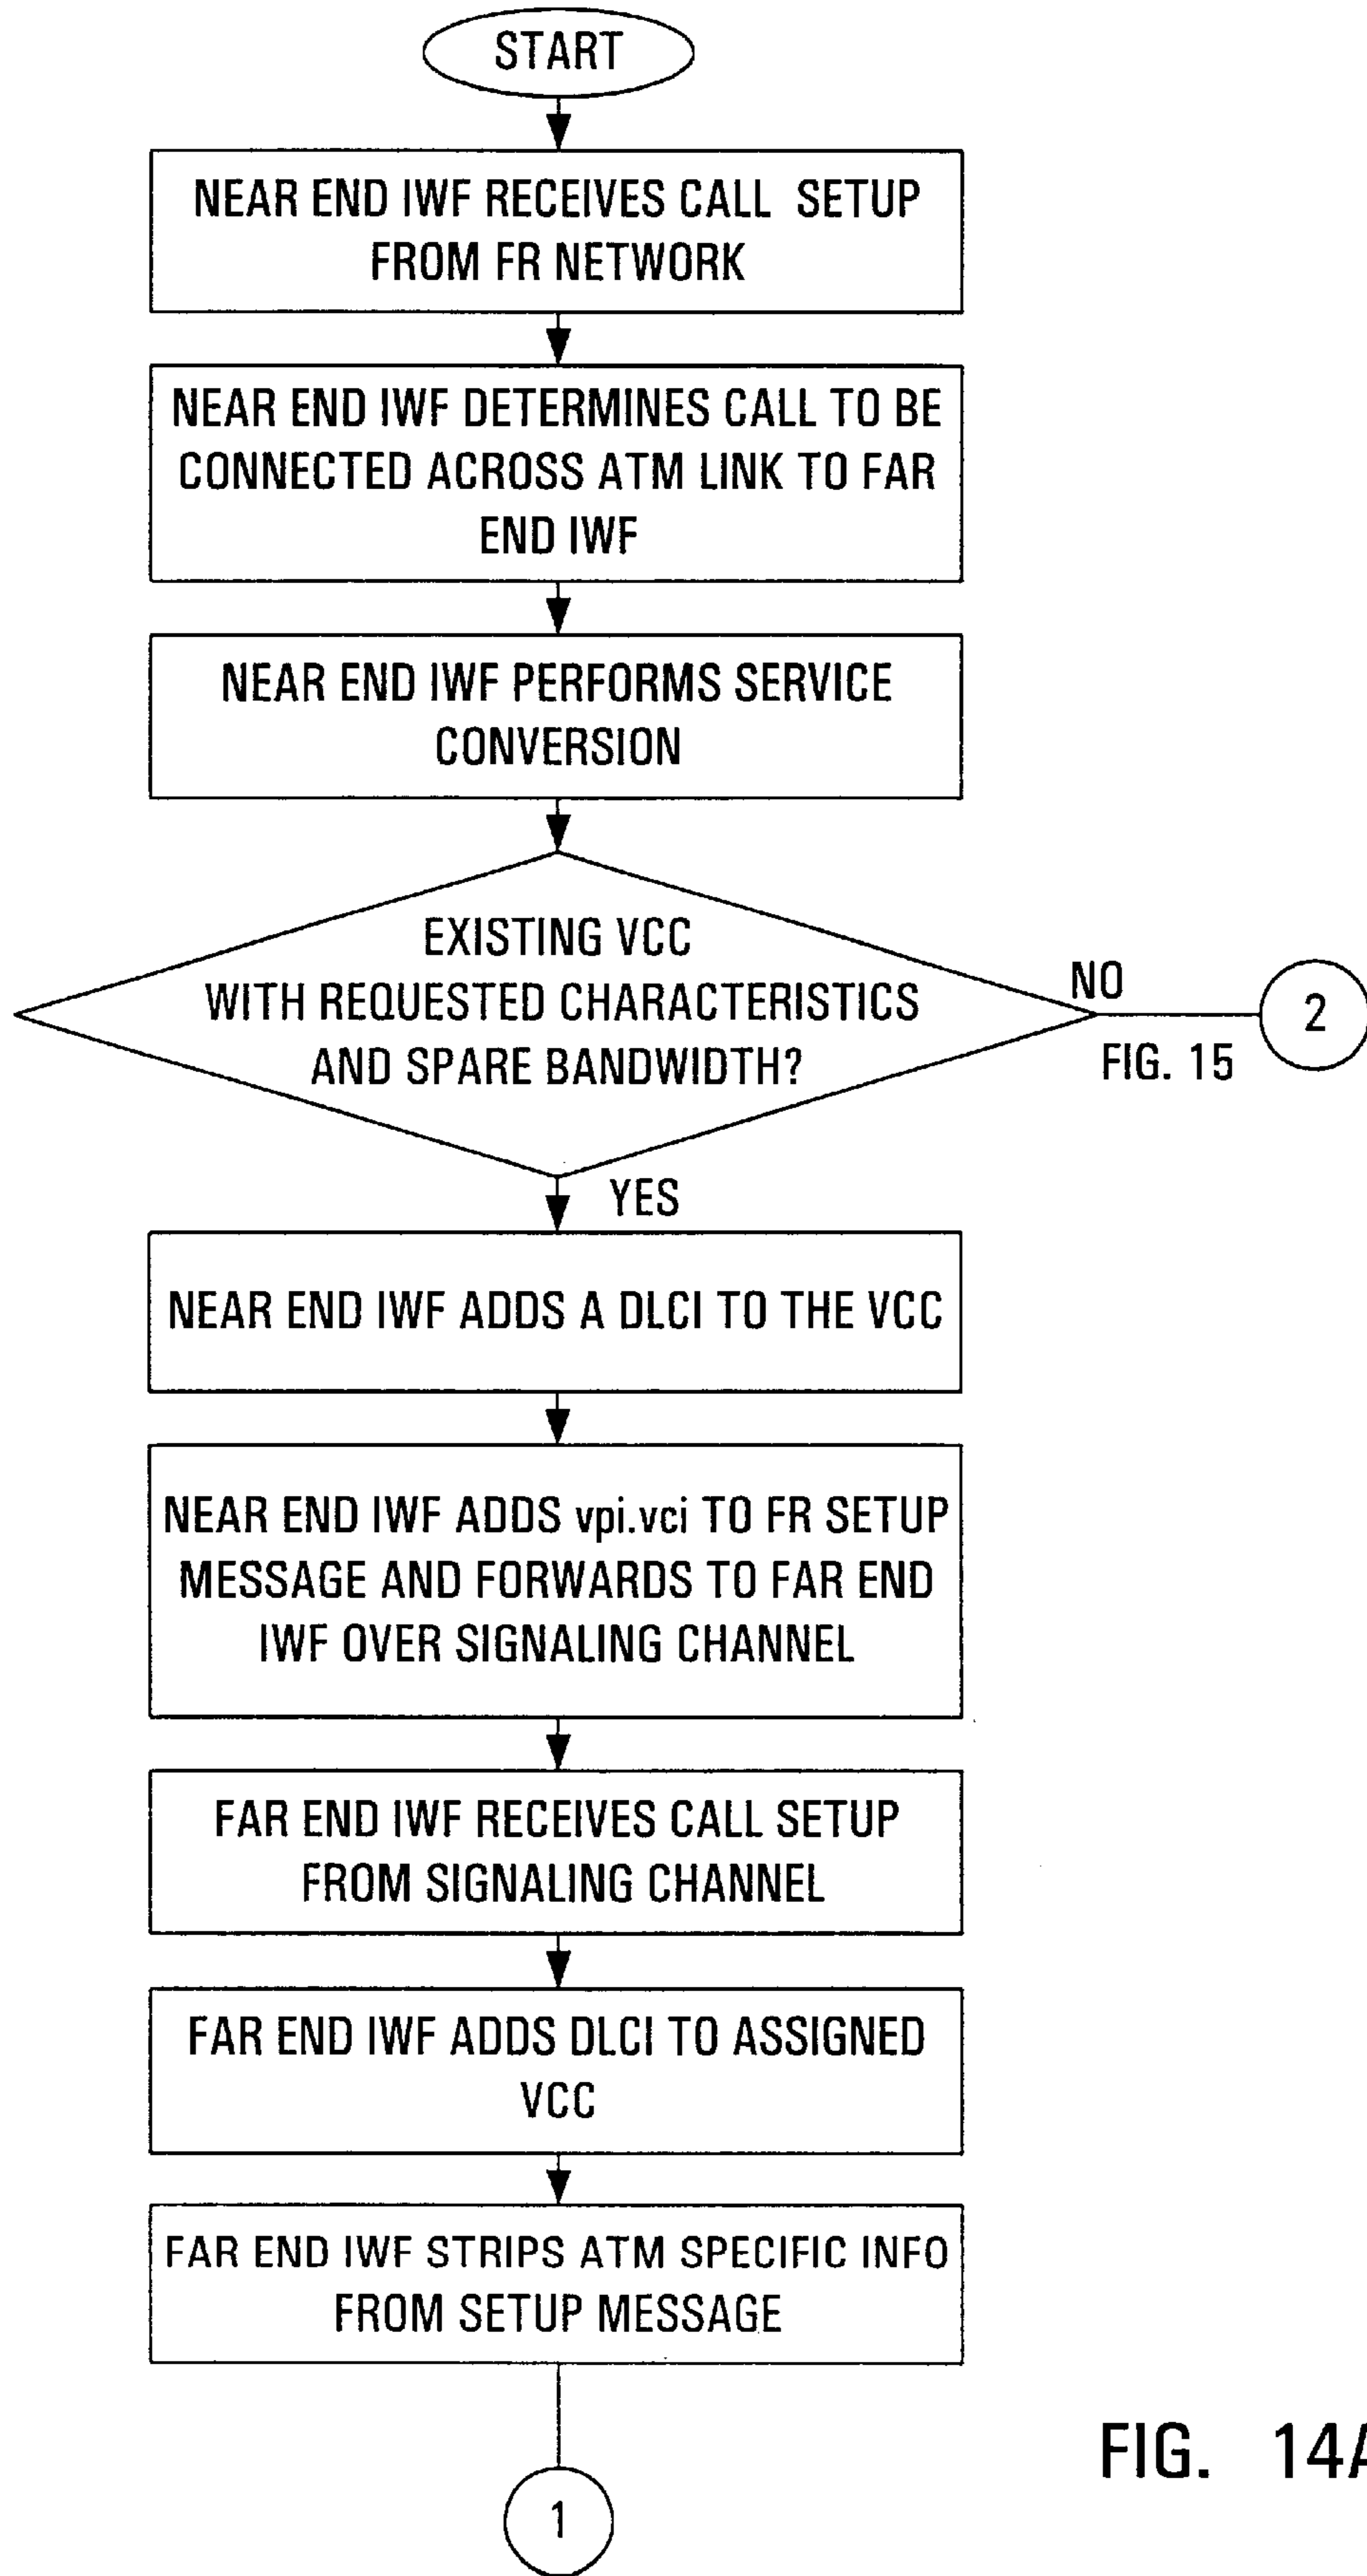 START
NEAR END IWF RECEIVES CALL SETUP
FROM FR NETWORK
NEAR END IWF DETERMINES CALL TO BE
CONNECTED ACROSS ATM LINK TO FAR
END IWF
NEAR END IWF PERFORMS SERVICE
CONVERSION
EXISTING VCC
WITH REQUESTED CHARACTERISTICS
AND SPARE BANDWIDTH?
NO
FIG. 15
2
YES
NEAR END IWF ADDS A DLCI TO THE VCC
NEAR END IWF ADDS vpi.vci TO FR SETUP
MESSAGE AND FORWARDS TO FAR END
IWF OVER SIGNALING CHANNEL
FAR END IWF RECEIVES CALL SETUP
FROM SIGNALING CHANNEL
FAR END IWF ADDS DLCI TO ASSIGNED
VCC
FAR END IWF STRIPS ATM SPECIFIC INFO
FROM SETUP MESSAGE
1
FIG. 14A